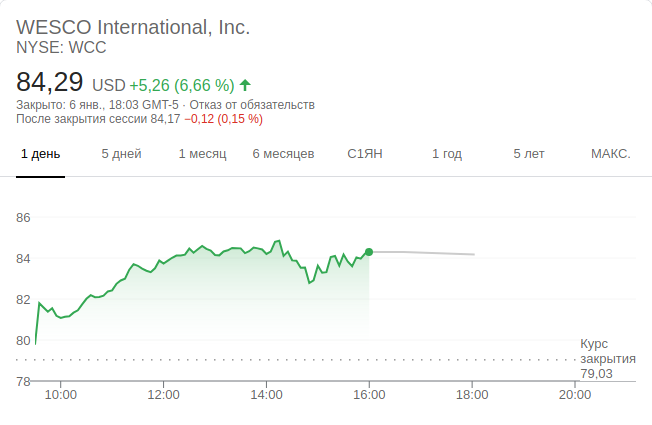 WESCO International, Inc.
NYSE: WCC
84,29 USD +5,26 (6,66 %)
Закрыто: 6 янв., 18:03 GMT-5 · Отказ от обязательств
После закрытия сессии 84,17 −0,12 (0,15 %)
1 день 5 дней 1 месяц 6 месяцев С1ЯН 1 год 5 лет МАКС.
86
84
82
80
Курс
закрытия
79,03
78
10:00 12:00 14:00 16:00 18:00 20:00